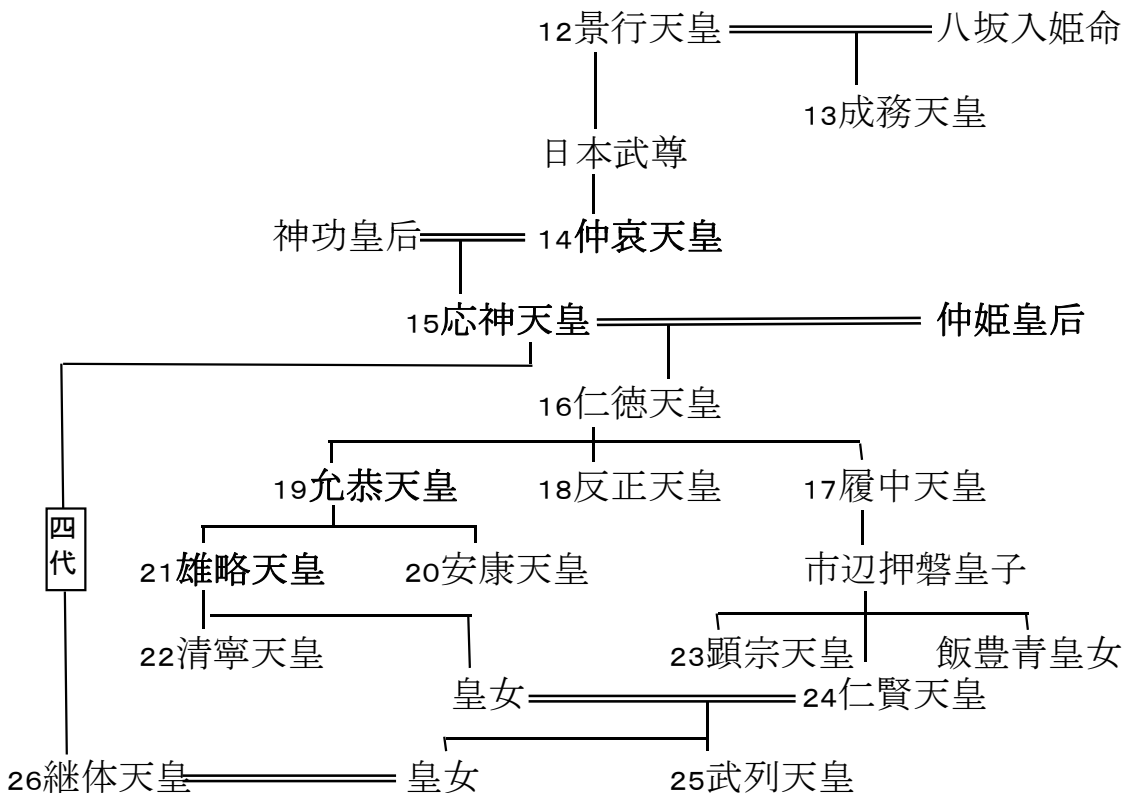 12景行天皇 八坂入姫命
13成務天皇
日本武尊
神功皇后 14仲哀天皇
15応神天皇 仲姫皇后
16仁徳天皇
19允恭天皇 18反正天皇 17履中天皇
四代
21雄略天皇 20安康天皇 市辺押磐皇子
22清寧天皇 23顕宗天皇 飯豊青皇女
皇女 24仁賢天皇
26継体天皇 皇女 25武列天皇